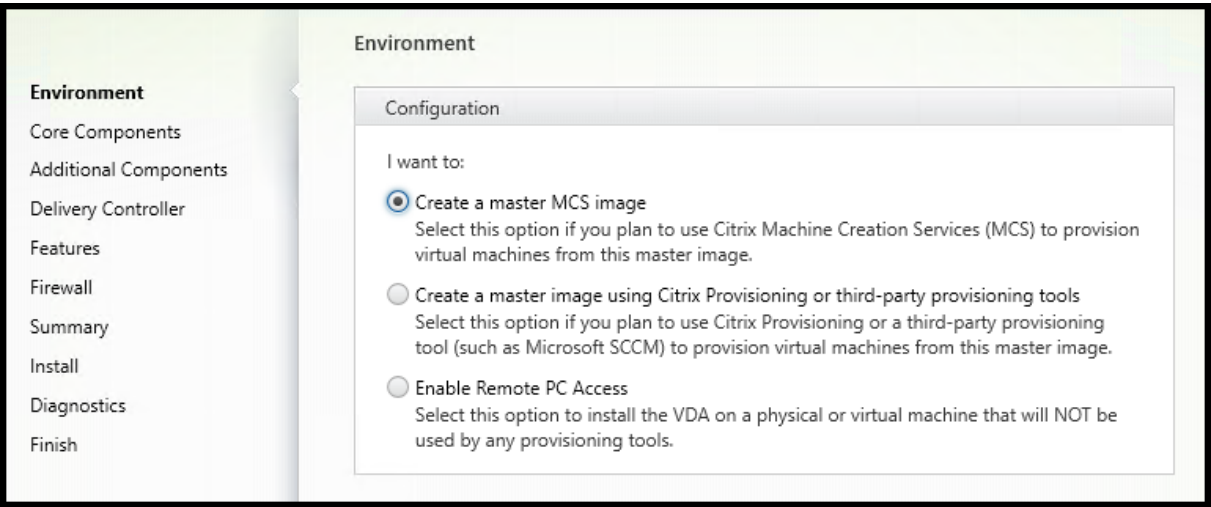 Environment
Core Components
Additional Components
Delivery Controller
Features
Firewall
Summary
Install
Diagnostics
Finish
Environment
Configuration
I want to:
Create a master MCS image
Select this option if you plan to use Citrix Machine Creation Services (MCS) to provision
virtual machines from this master image.
Create a master image using Citrix Provisioning or third-party provisioning tools
Select this option if you plan to use Citrix Provisioning or a third-party provisioning
tool (such as Microsoft SCCM) to provision virtual machines from this master image.
Enable Remote PC Access
Select this option to install the VDA on a physical or virtual machine that will NOT be
used by any provisioning tools.